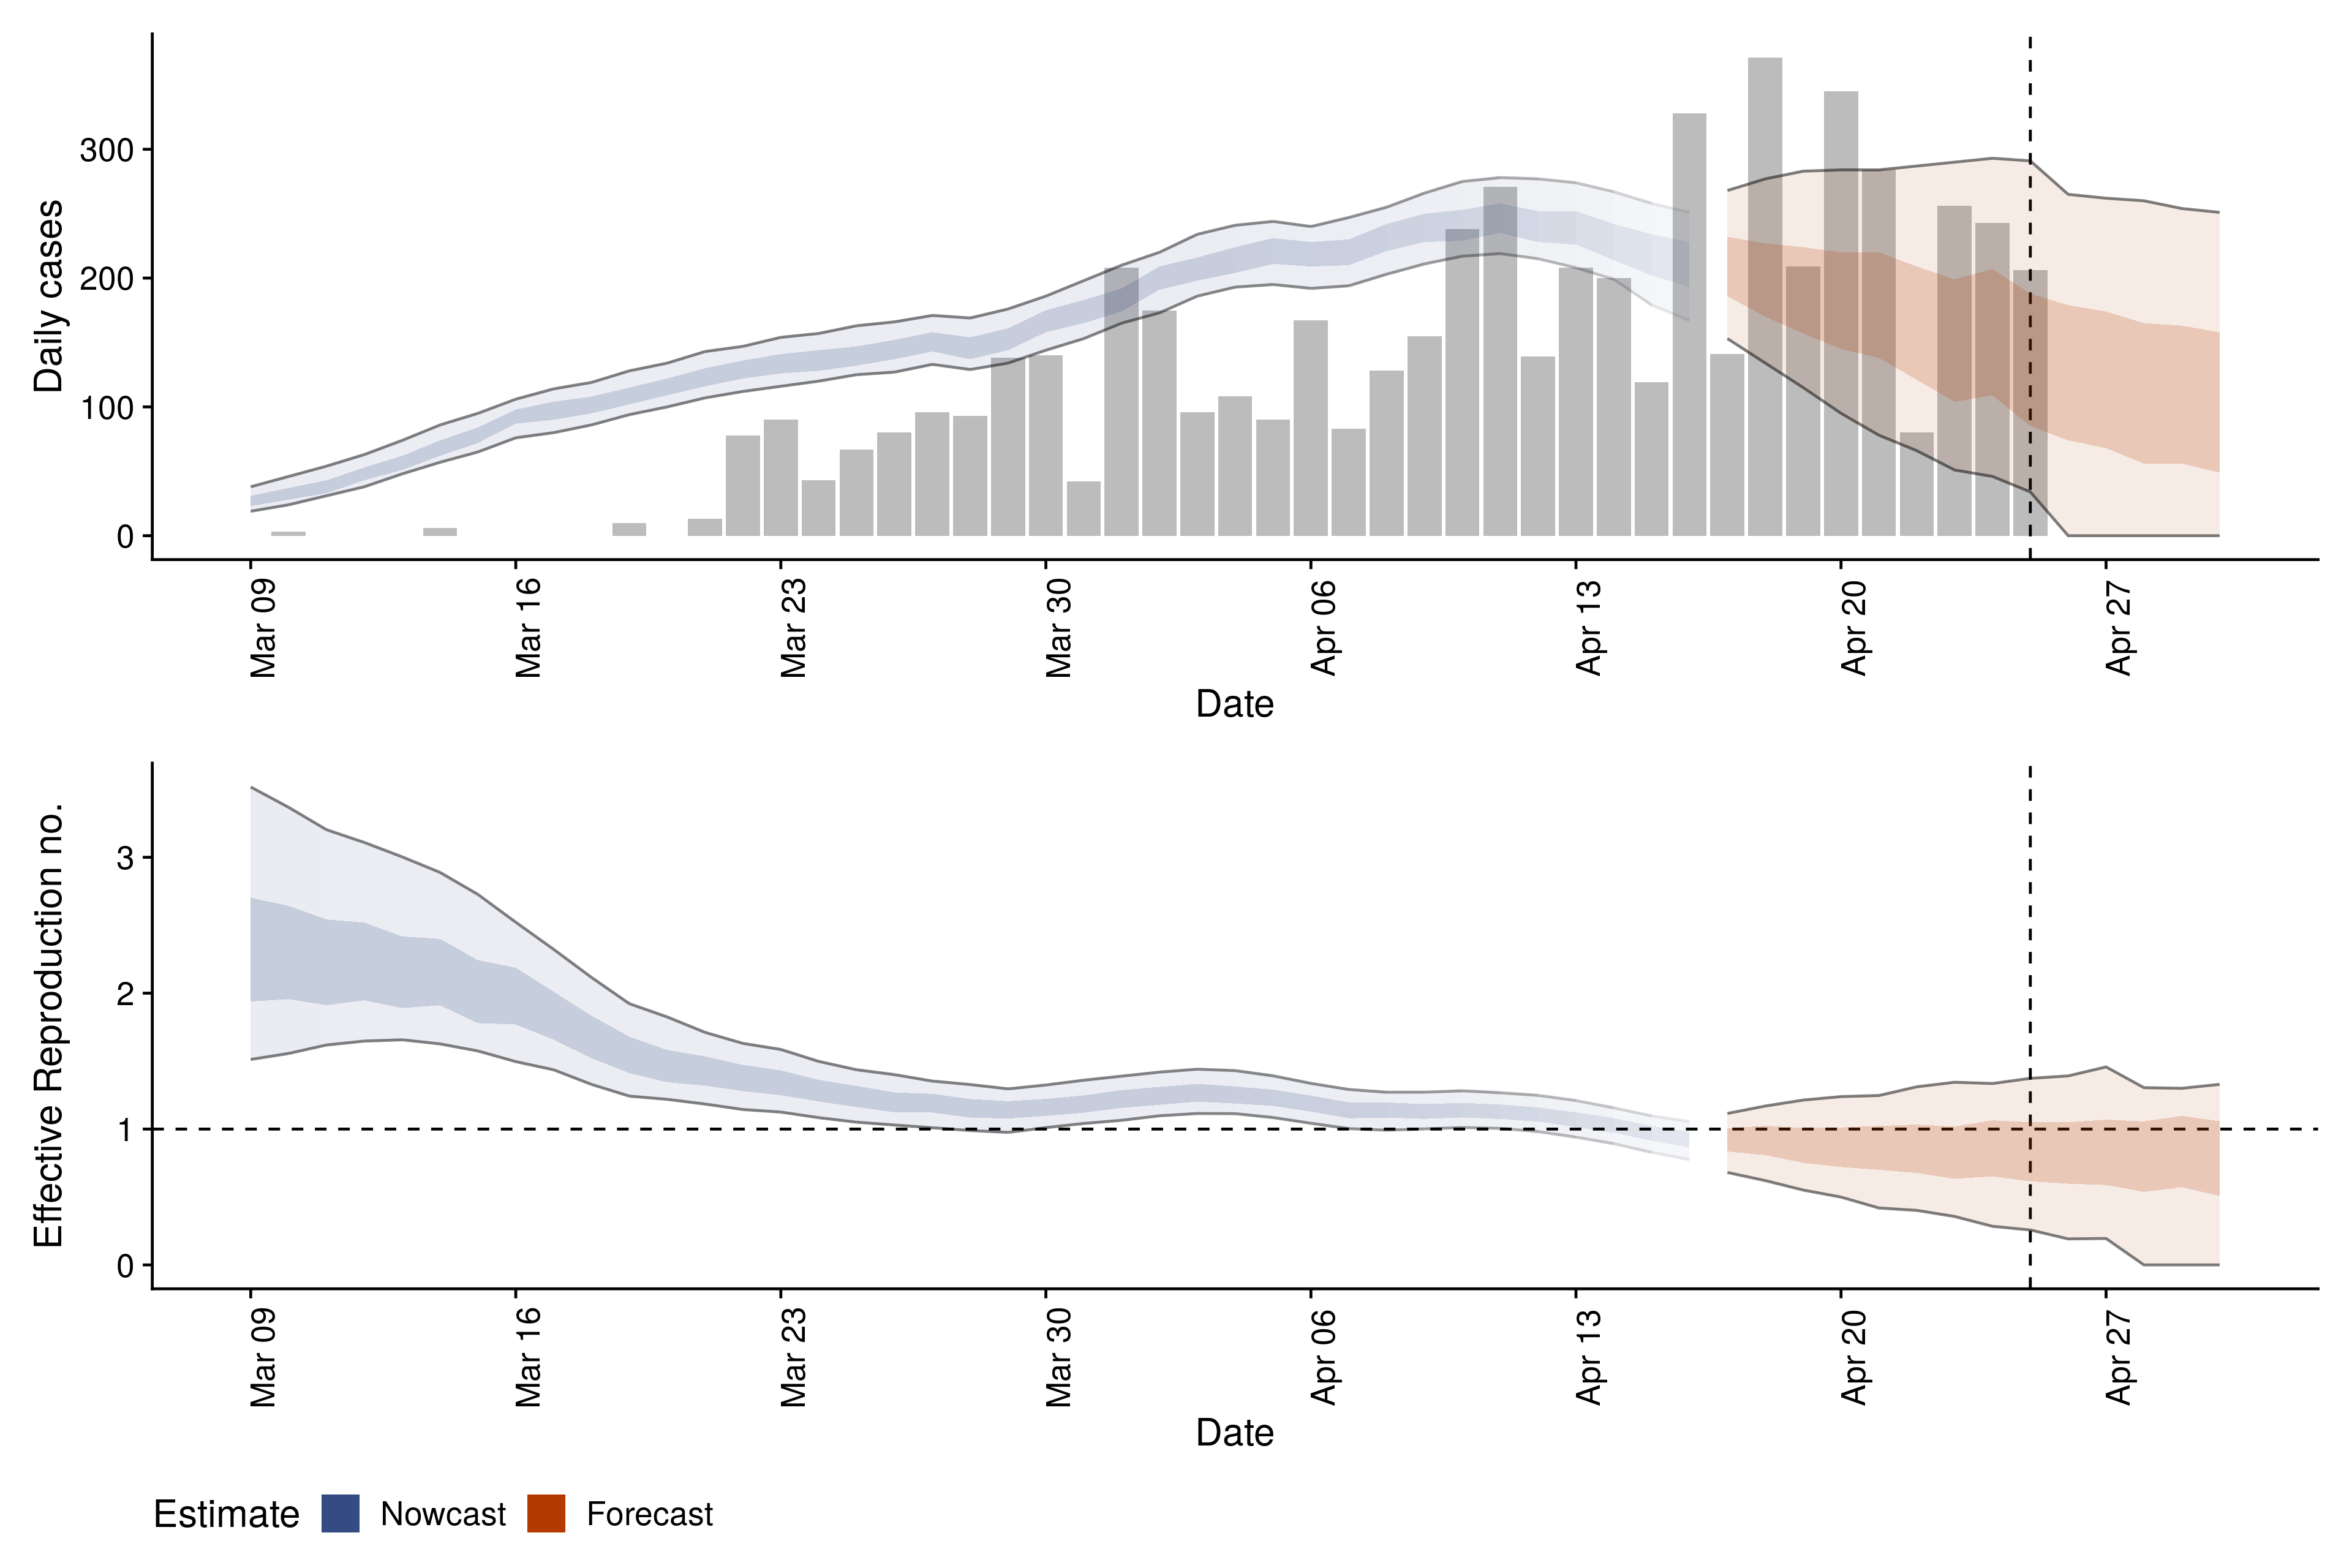 Daily cases
300
200
100
0
Mar 09
Mar 16
Mar 23
Mar 30
Apr 06
Apr 13
Apr 20
Apr 27
Date
Effective Reproduction no.
3
2
1
0
Mar 09
Mar 16
Mar 23
Mar 30
Apr 06
Apr 13
Apr 20
Apr 27
Date
Estimate Nowcast Forecast